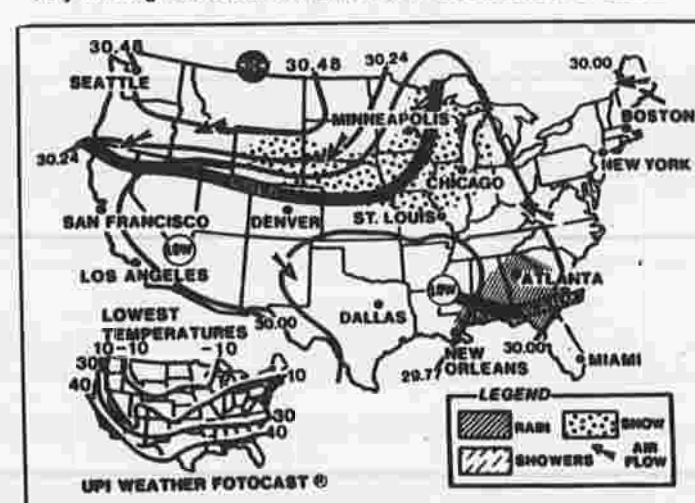 30.48
30.48
30.24
30.00
SEATTLE
MINNEAPOLIS
BOSTON
NEW YORK
30.24
CHICAGO
SAN FRANCISCO
DENVER
ST. LOUIS
LOW
LOS ANGELES
LOW
ATLANTA
LOWEST
TEMPERATURES
30.00
DALLAS
10 -10 -10
30
40
10
30
40
NEW
ORLEANS
30.00
MIAMI
29.77
LEGEND
RAIN
SNOW
SHOWERS
AIR
FLOW
UPI WEATHER FOTOCAST ®